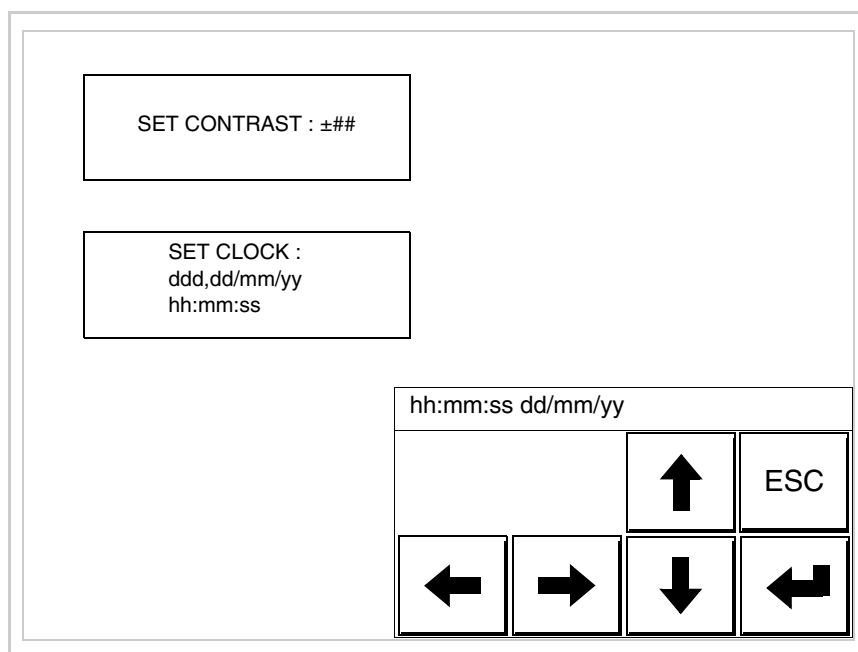 SET CONTRAST : ±##
SET CLOCK :
ddd,dd/mm/yy
hh:mm:ss
hh:mm:ss dd/mm/yy
ESC